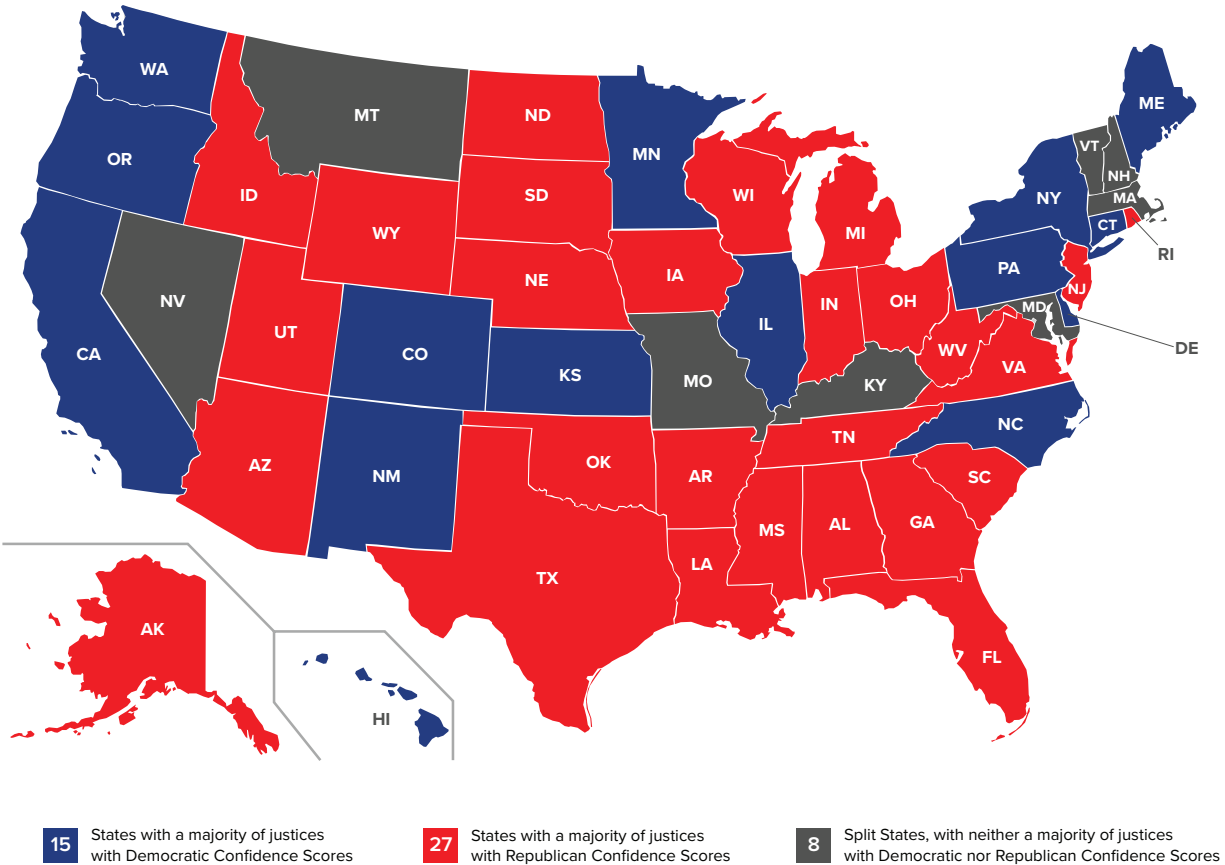 WA
MT
ND
ME
MN
VT
OR
NH
ID
SD
WI
NY
MA
WY
MI
CT
RI
PA
IA
NE
NJ
NV
IN
OH
MD
UT
IL
DE
CA
CO
WV
KS
VA
MO
KY
NC
TN
AZ
OK
NM
AR
SC
MS
AL
GA
LA
TX
AK
FL
HI
15 States with a majority of justices
with Democratic Confidence Scores
27 States with a majority of justices
with Republican Confidence Scores
8 Split States, with neither a majority of justices
with Democratic nor Republican Confidence Scores